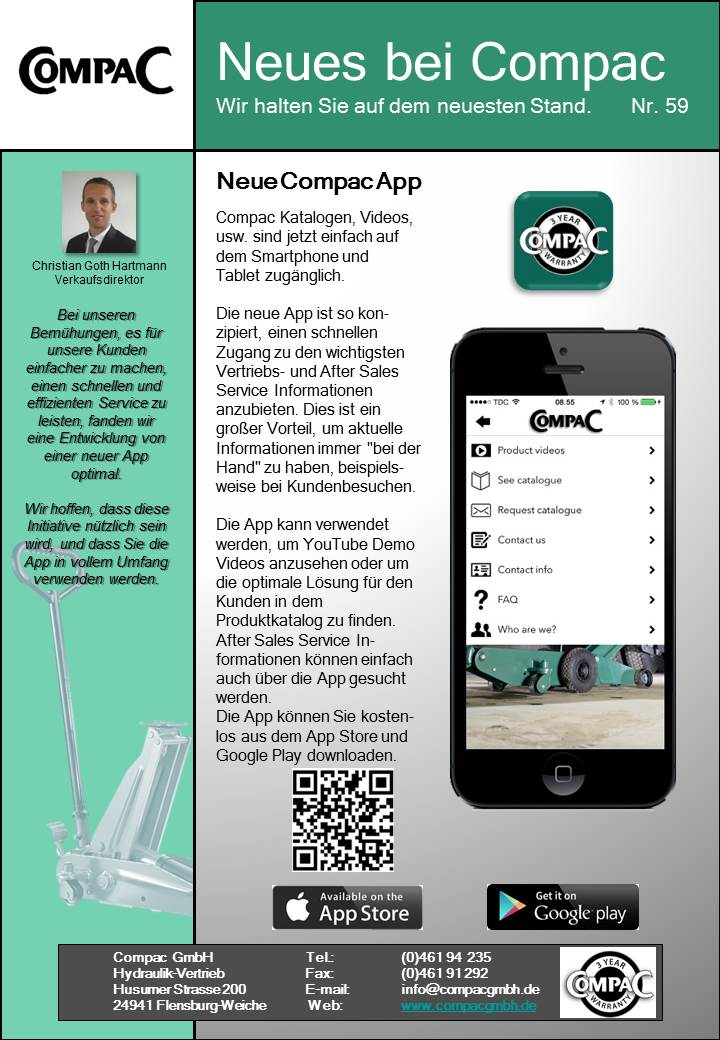 COMPAC
Neues bei Compac
Wir halten Sie auf dem neuesten Stand. Nr. 59
Christian Goth Hartmann
Verkaufsdirektor
Bei unseren
Bemühungen, es für
unsere Kunden
einfacher zu machen,
einen schnellen und
effizienten Service zu
leisten, fanden wir
eine Entwicklung von
einer neuer App
optimal.
Wir hoffen, dass diese
Initiative nützlich sein
wird, und dass Sie die
App in vollem Umfang
verwenden werden.
Neue Compac App
Compac Katalogen, Videos,
usw. sind jetzt einfach auf
dem Smartphone und
Tablet zugänglich.
Die neue App ist so kon-
zipiert, einen schnellen
Zugang zu den wichtigsten
Vertriebs- und After Sales
Service Informationen
anzubieten. Dies ist ein
großer Vorteil, um aktuelle
Informationen immer "bei der
Hand" zu haben, beispiels-
weise bei Kundenbesuchen.
Die App kann verwendet
werden, um YouTube Demo
Videos anzusehen oder um
die optimale Lösung für den
Kunden in dem
Produktkatalog zu finden.
After Sales Service In-
formationen können einfach
auch über die App gesucht
werden.
Die App können Sie kosten-
los aus dem App Store und
Google Play downloaden.
3 YEAR
COMPAC
WARRANTY
TDC 08.55 100 %
COMPAC
Product videos
See catalogue
Request catalogue
Contact us
Contact info
FAQ
Who are we?
Available on the
App Store
Get it on
Google play
Compac GmbH Tel.: (0)461 94 235
Hydraulik-Vertrieb Fax: (0)461 91292
Husumer Strasse 200 E-mail: info@compacgmbh.de
24941 Flensburg-Weiche Web: www.compacgmbh.de
3 YEAR
COMPAC
WARRANTY